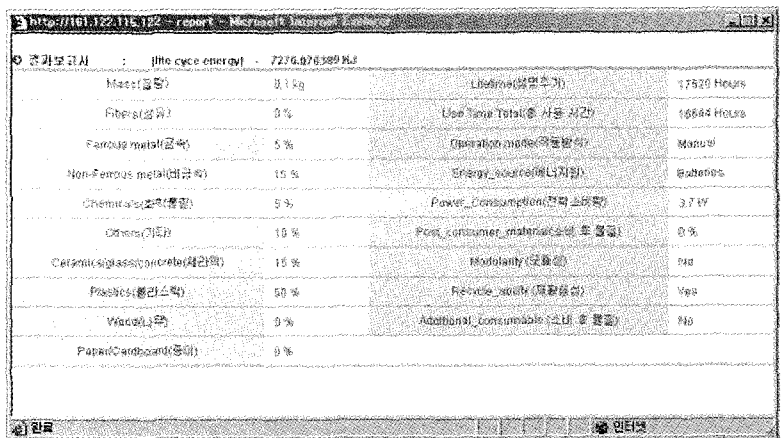 http://161.122.115.122 - report - Microsoft Internet Explorer
결과보고서 : [life cyce energy] - 7276.076389 MJ
Mass(질량) 0.1 kg Lifetime(생명주기) 17520 Hours
Fibers(섬유) 0 % Use Time Total(총 사용 시간) Hours
Ferrous metal(금속) 5 % Operation mode(작동방식) Manual
Non-Ferrous metal(비금속) 15 % Energy_source(에너지원) Batteries
Chemicals(화학물질) 5 % Power_Consumption(전력소비량) 3.7 W
Others(기타) 10 % Post_consumer_material(소비 후 물질) 0 %
Ceramics/glass/concrete(세라믹) 15 % Modularity (모듈성) No
Plastics(플라스틱) 50 % Recycle_ability (재활용성) Yes
Wood(나무) 0 % Additional_consumable (소비 후 물질) No
Paper/Cardboard(종이) 0 %
완료 인터넷